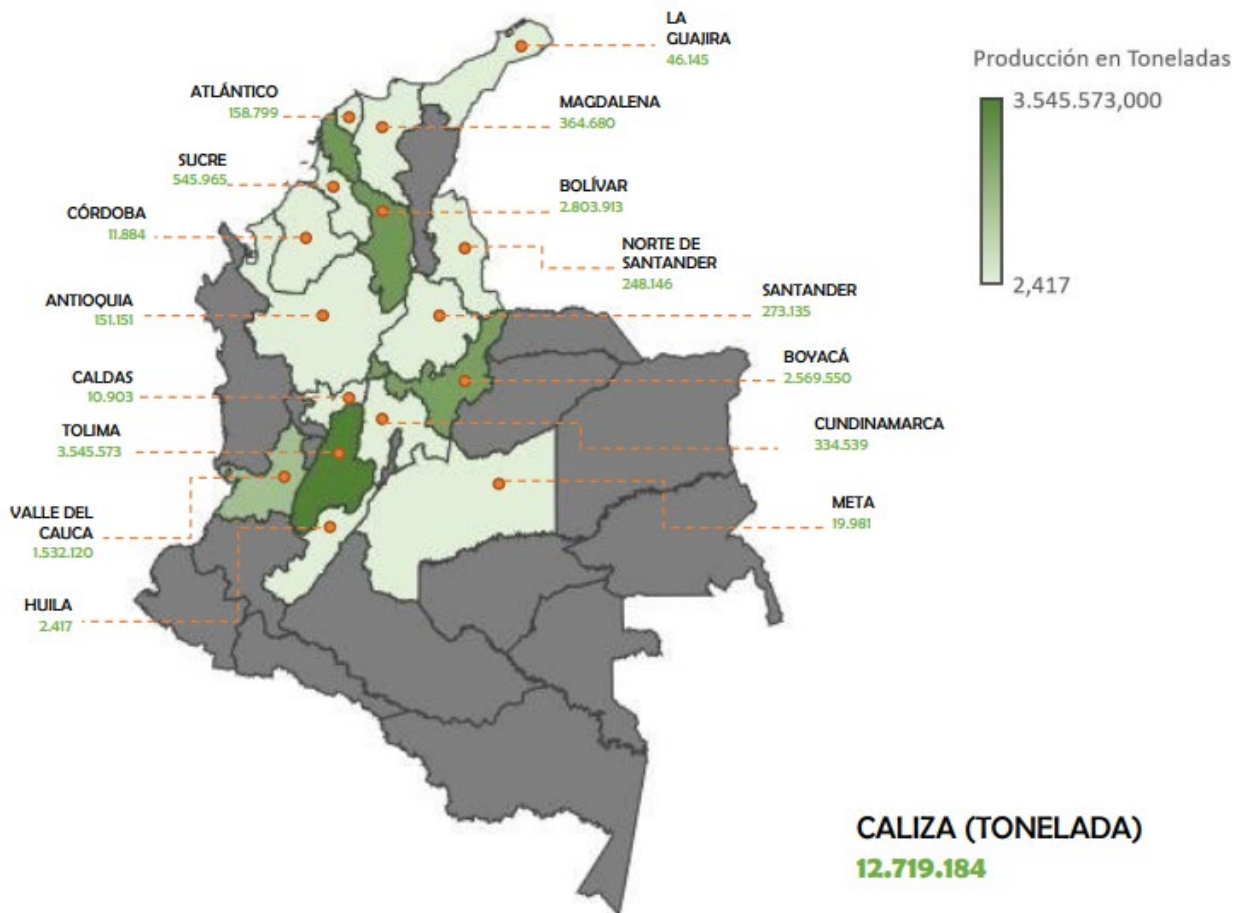 LA
GUAJIRA
46.145
Producción en Toneladas
3.545.573,000
2,417
ATLÁNTICO
158.799
MAGDALENA
364.680
SUCRE
545.965
BOLÍVAR
2.803.913
CÓRDOBA
11.884
NORTE DE
SANTANDER
248.146
ANTIOQUIA
151.151
SANTANDER
273.135
BOYACÁ
2.569.550
CALDAS
10.903
TOLIMA
3.545.573
CUNDINAMARCA
334.539
VALLE DEL
CAUCA
1.532.120
META
19.981
HUILA
2.417
CALIZA (TONELADA)
12.719.184